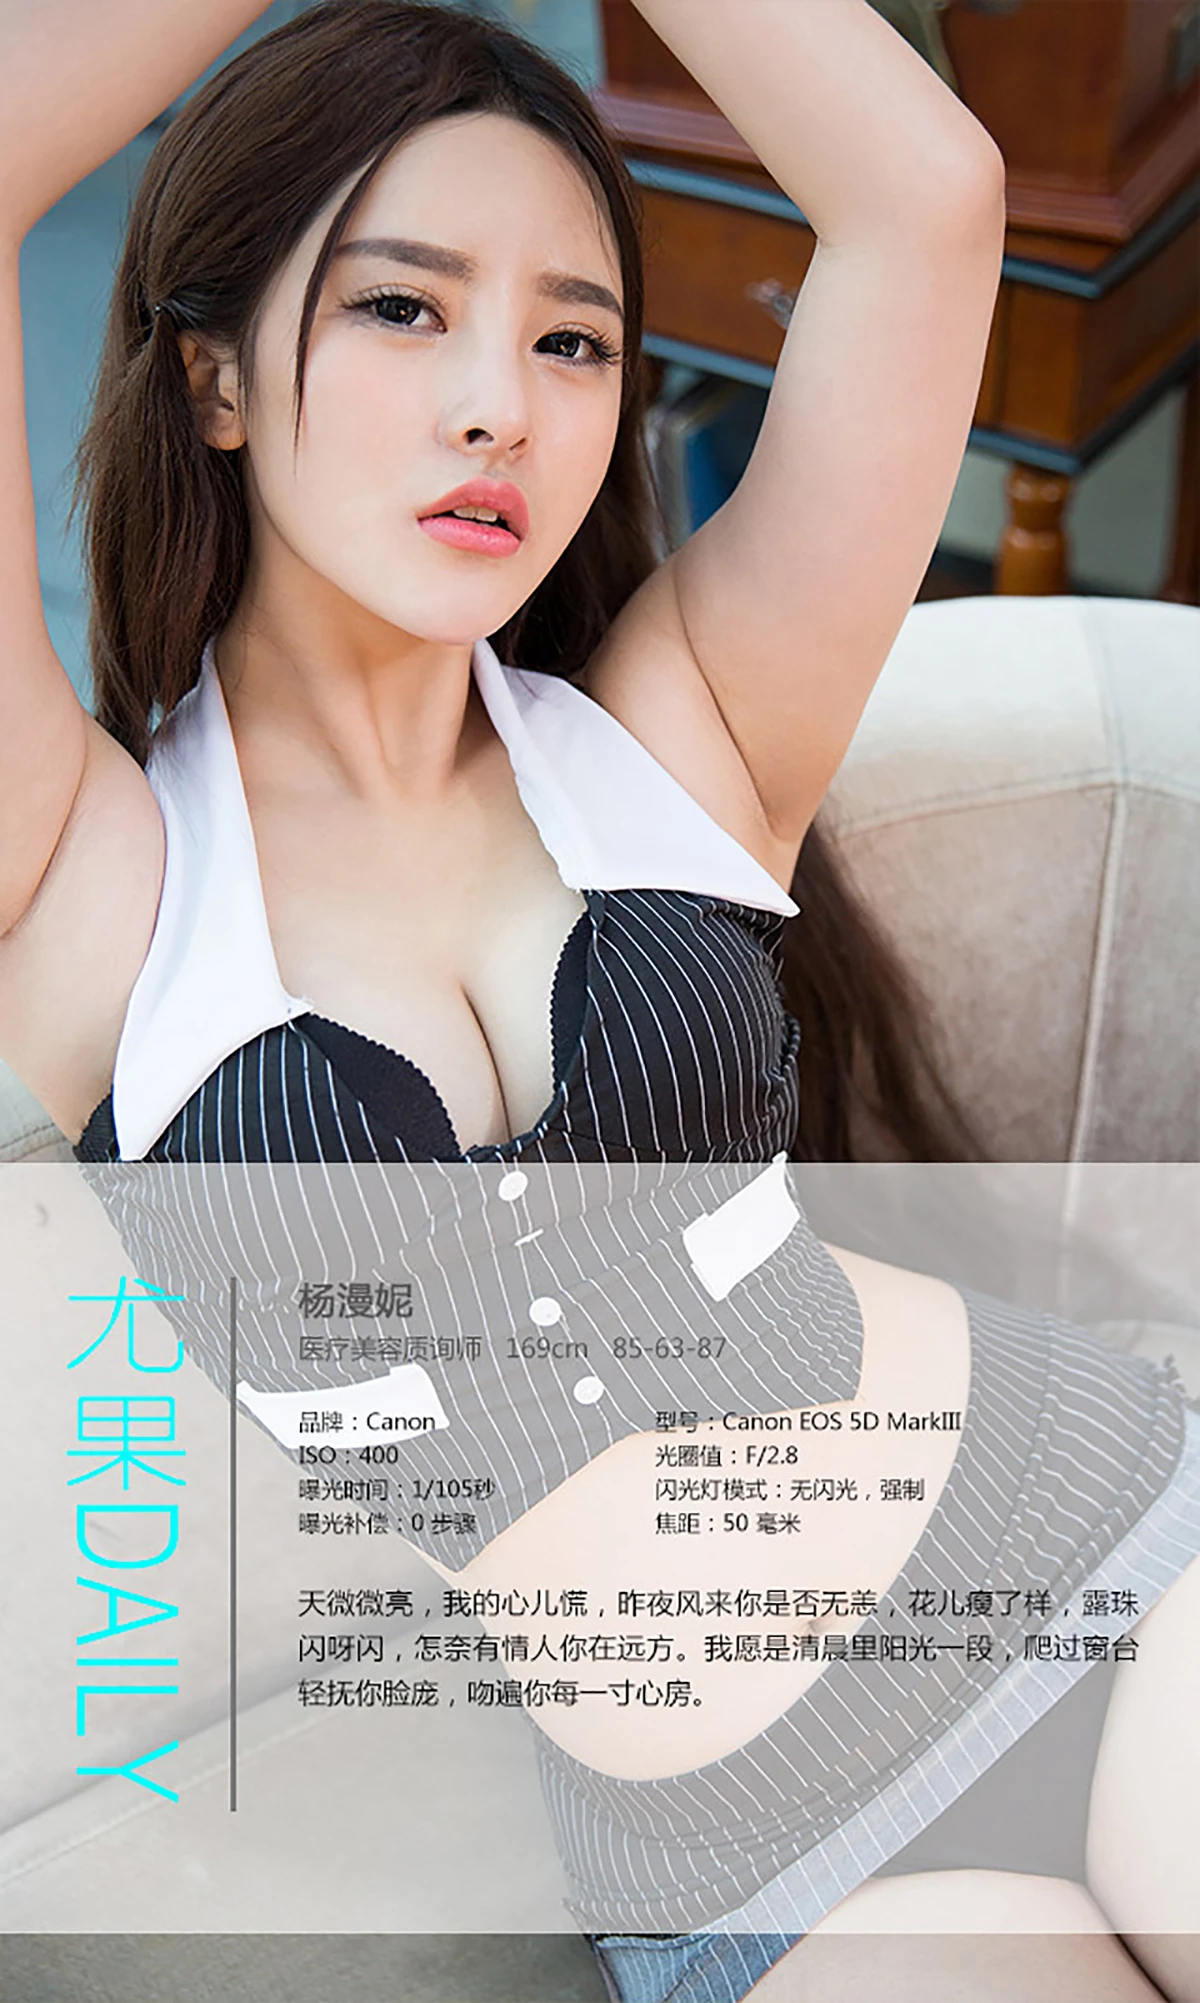 尤果DAILY
杨漫妮
医疗美容质询师 169cm 85-63-87
品牌：Canon 型号：Canon EOS 5D MarkIII
ISO：400 光圈值：F/2.8
曝光时间：1/105秒 闪光灯模式：无闪光，强制
曝光补偿：0 步骤 焦距：50 毫米
天微微亮，我的心儿慌，昨夜风来你是否无恙，花儿瘦了样，露珠
闪呀闪，怎奈有情人你在远方。我愿是清晨里阳光一段，爬过窗台
轻抚你脸庞，吻遍你每一寸心房。